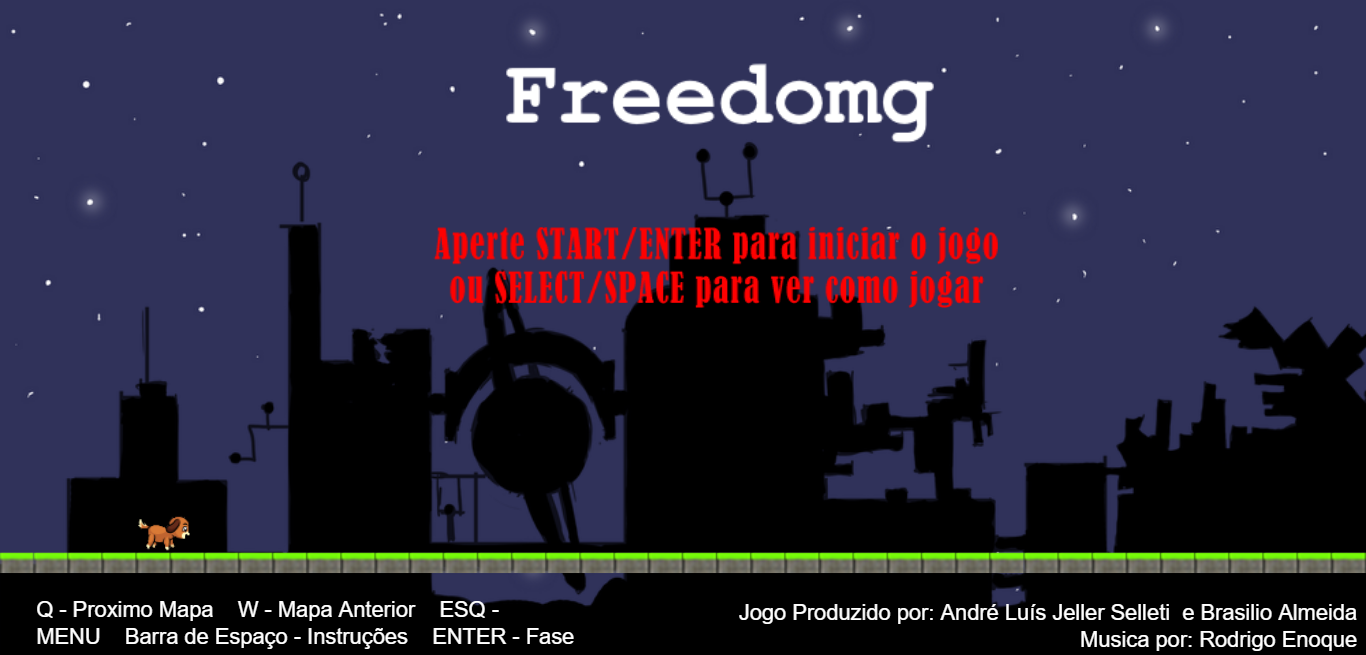 Freedomg
Aperte START/ENTER para iniciar o jogo
ou SELECT/SPACE para ver como jogar
Q - Proximo Mapa W - Mapa Anterior ESQ -
MENU Barra de Espaço - Instruções ENTER - Fase
Jogo Produzido por: André Luís Jeller Selleti e Brasilio Almeida
Musica por: Rodrigo Enoque